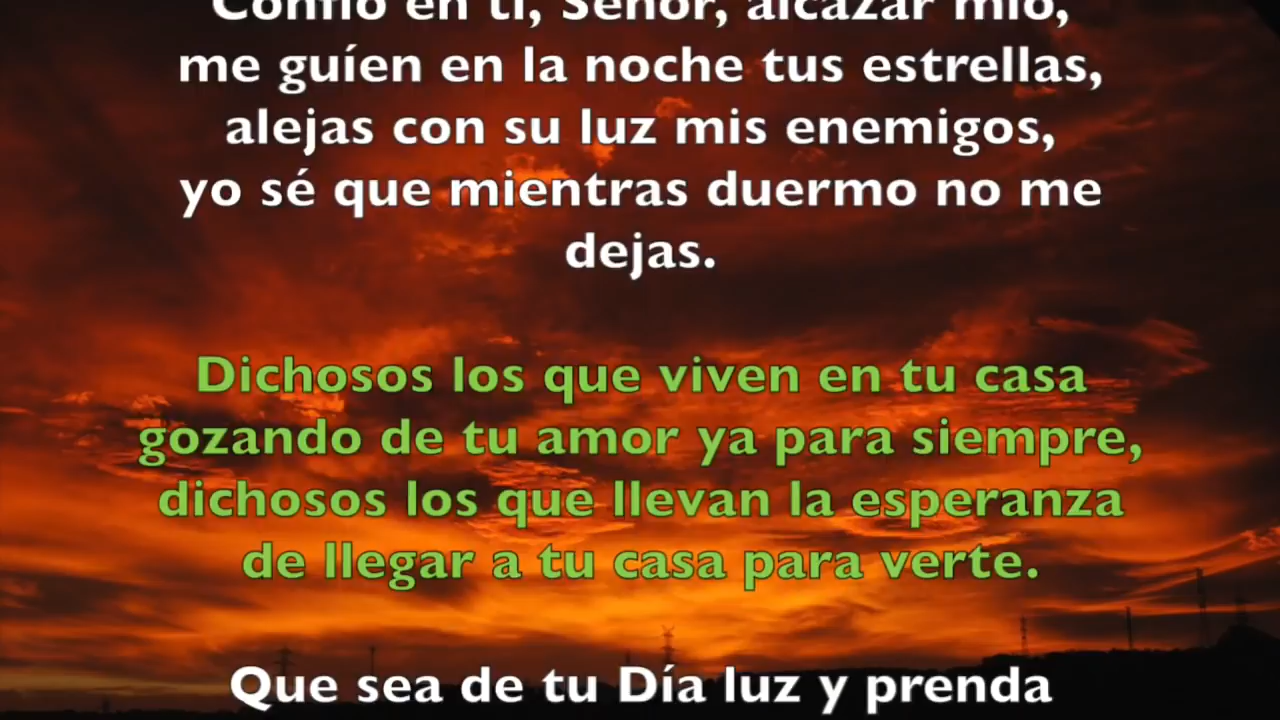 Confío en ti, Señor, alcázar mío,
me guíen en la noche tus estrellas,
alejas con su luz mis enemigos,
yo sé que mientras duermo no me
dejas.
Dichosos los que viven en tu casa
gozando de tu amor ya para siempre,
dichosos los que llevan la esperanza
de llegar a tu casa para verte.
Que sea de tu Día luz y prenda